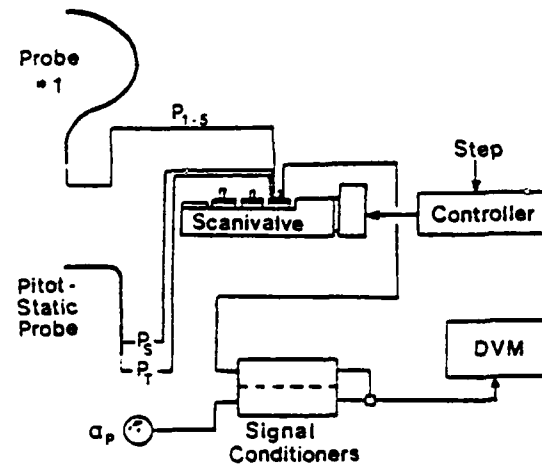 Probe
#1
P1-5
Step
Scanivalve
Controller
Pitot-
Static
Probe
PS
PT
DVM
αp
Signal
Conditioners